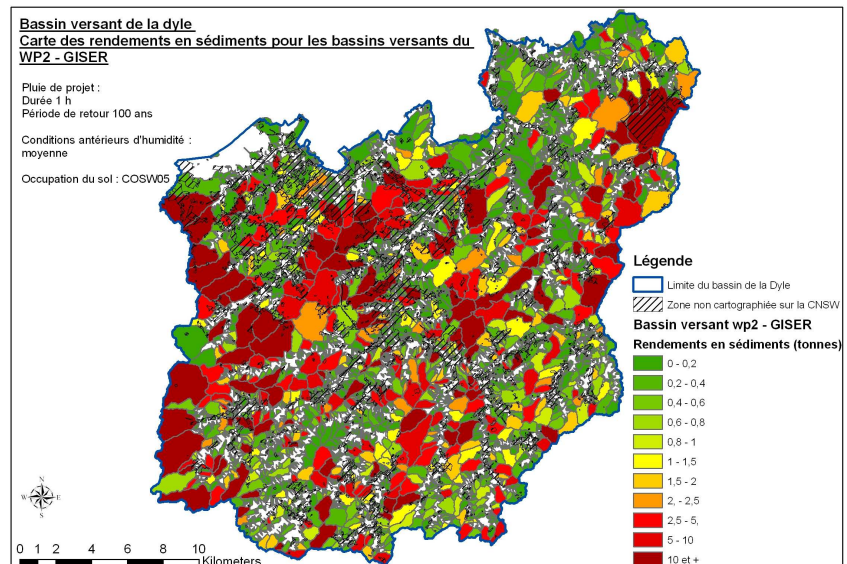 Bassin versant de la dyle
Carte des rendements en sédiments pour les bassins versants du
WP2 - GISER
Pluie de projet :
Durée 1 h
Période de retour 100 ans
Conditions antérieurs d'humidité :
moyenne
Occupation du sol : COSW05
Légende
Limite du bassin de la Dyle
Zone non cartographiée sur la CNSW
Bassin versant wp2 - GISER
Rendements en sédiments (tonnes)
0 - 0,2
0,2 - 0,4
0,4 - 0,6
0,6 - 0,8
0,8 - 1
1 - 1,5
1,5 - 2
2, - 2,5
2,5 - 5,
5 - 10
10 et +
N
W E
S
0 1 2 4 6 8 10
Kilometers